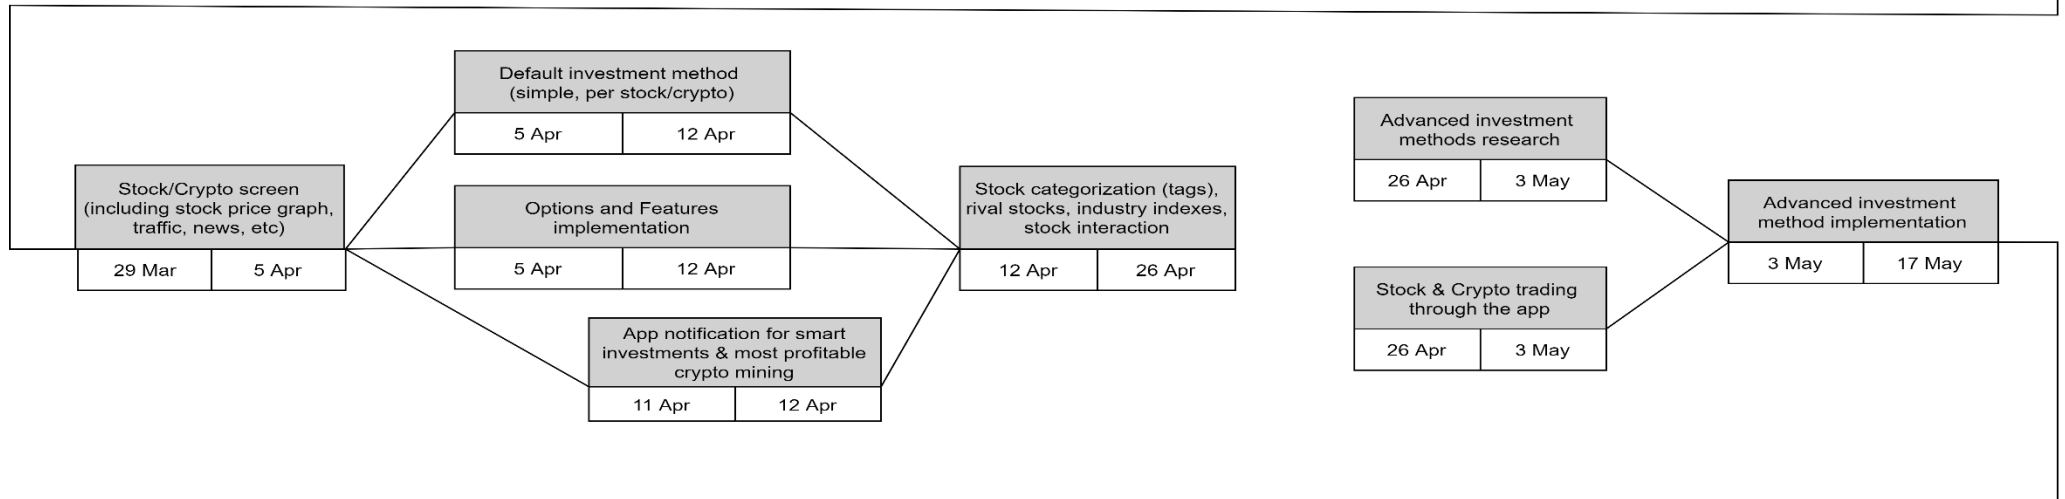 Stock/Crypto screen
(including stock price graph,
traffic, news, etc)
29 Mar
5 Apr
Default investment method
(simple, per stock/crypto)
5 Apr
12 Apr
Options and Features
implementation
5 Apr
12 Apr
App notification for smart
investments & most profitable
crypto mining
11 Apr
12 Apr
Stock categorization (tags),
rival stocks, industry indexes,
stock interaction
12 Apr
26 Apr
Advanced investment
methods research
26 Apr
3 May
Stock & Crypto trading
through the app
26 Apr
3 May
Advanced investment
method implementation
3 May
17 May